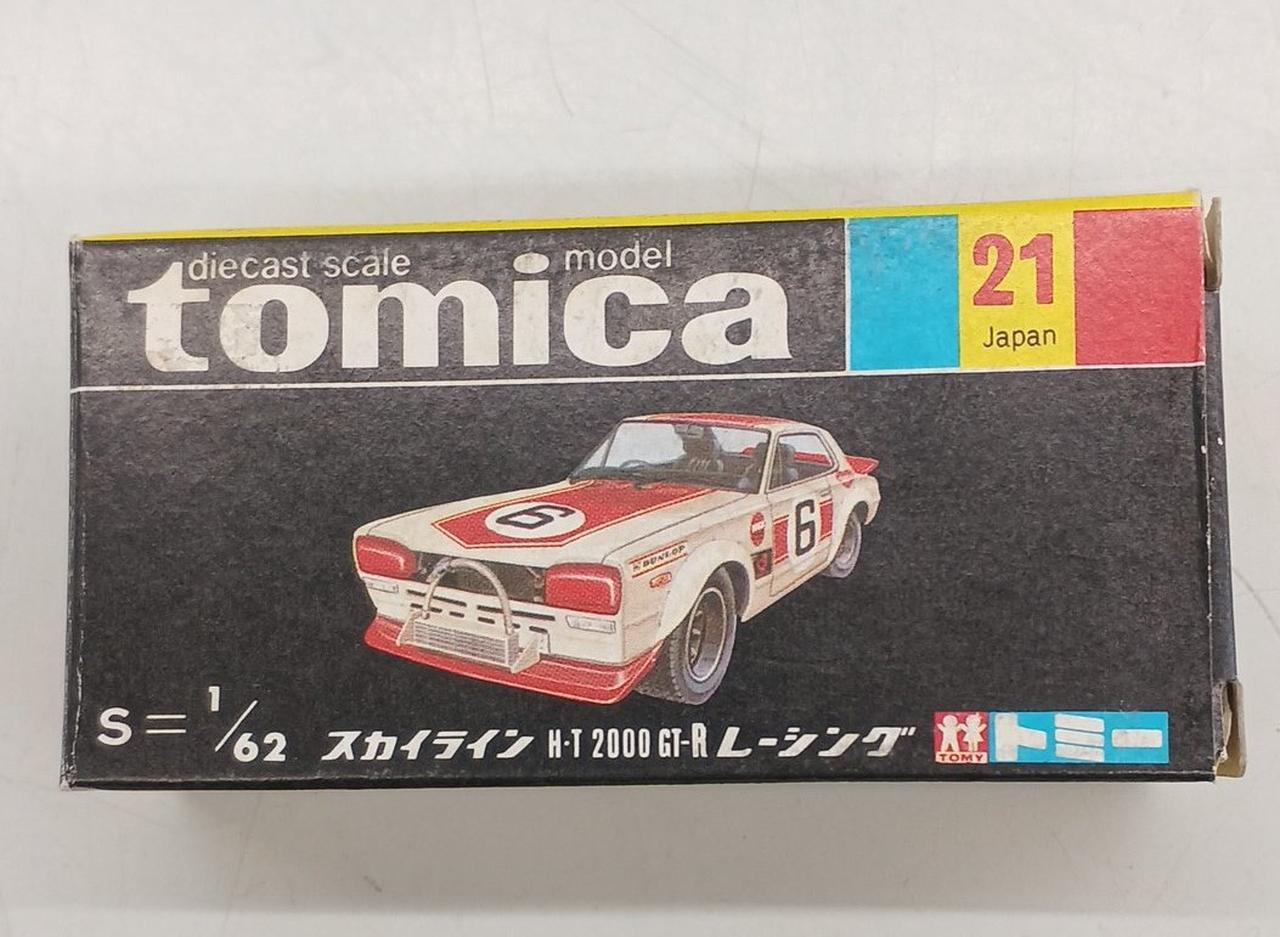 diecast scale model
tomica
21
Japan
6
6
DUNLOP
S = 1/62 スカイライン H·T 2000 GT-R レーシング
TOMY トミー